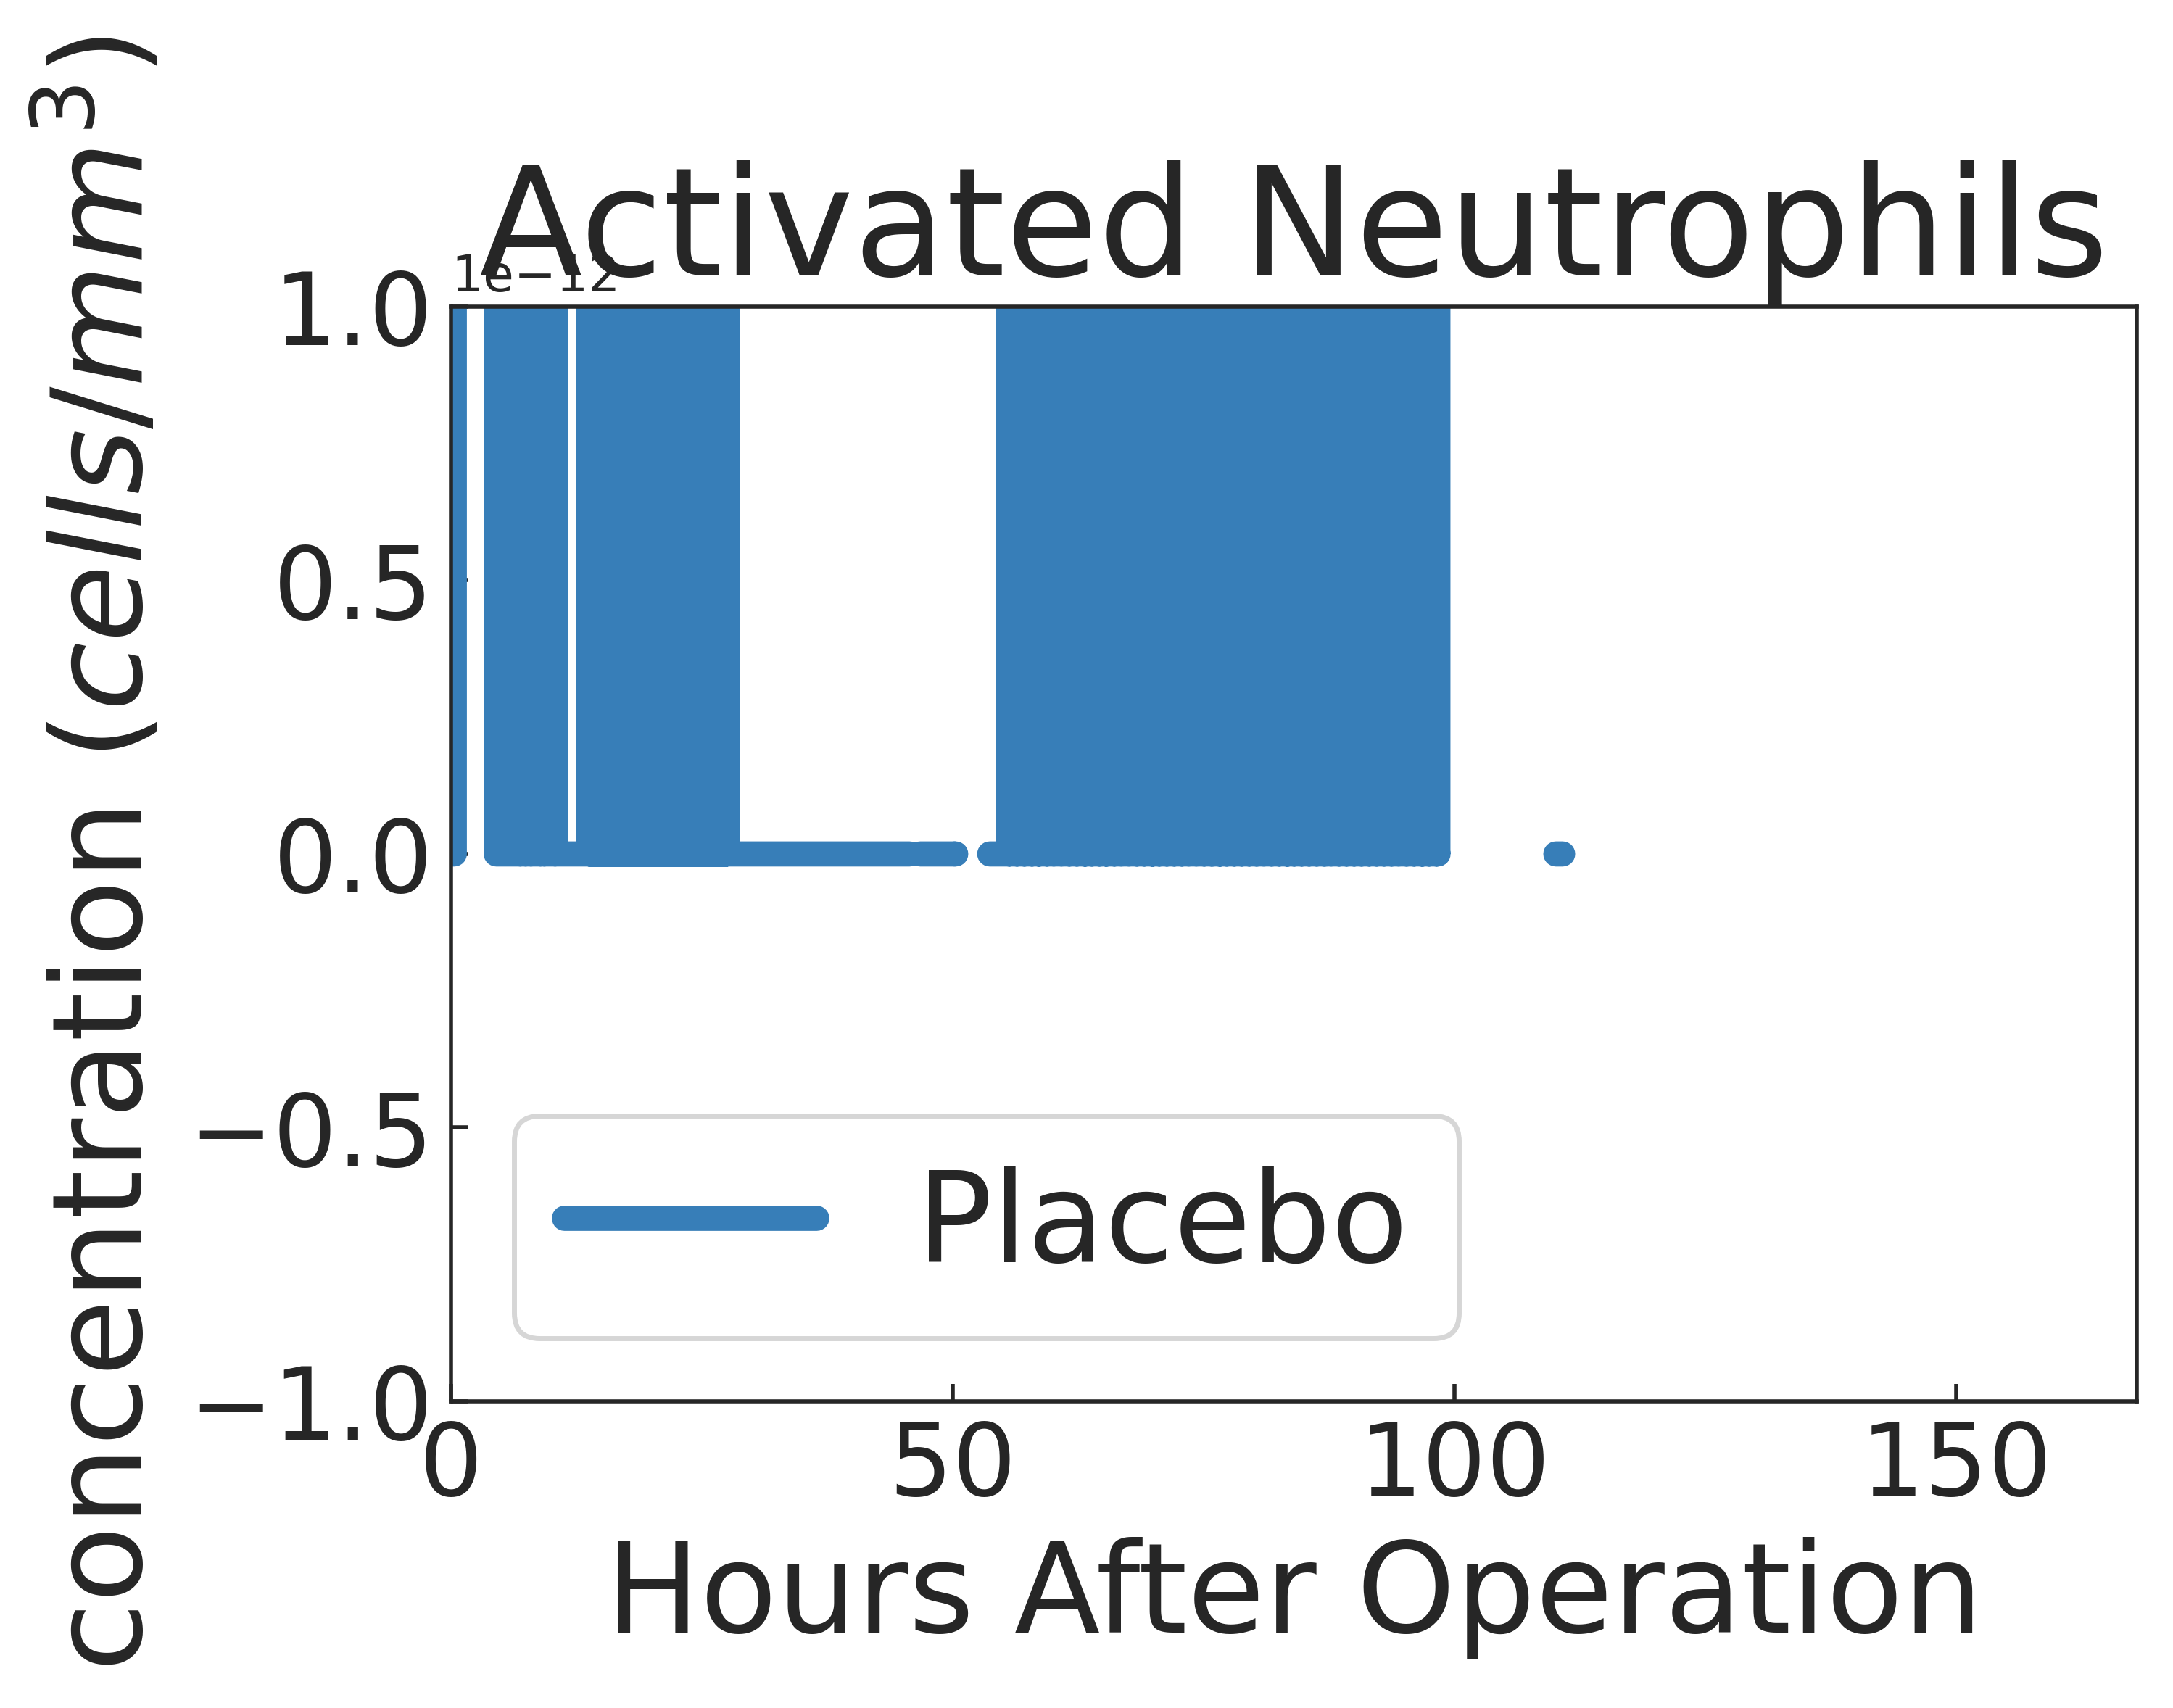 Activated Neutrophils
1e−12
concentration (cells/mm³)
1.0
0.5
0.0
−0.5
−1.0
Placebo
0 50 100 150
Hours After Operation